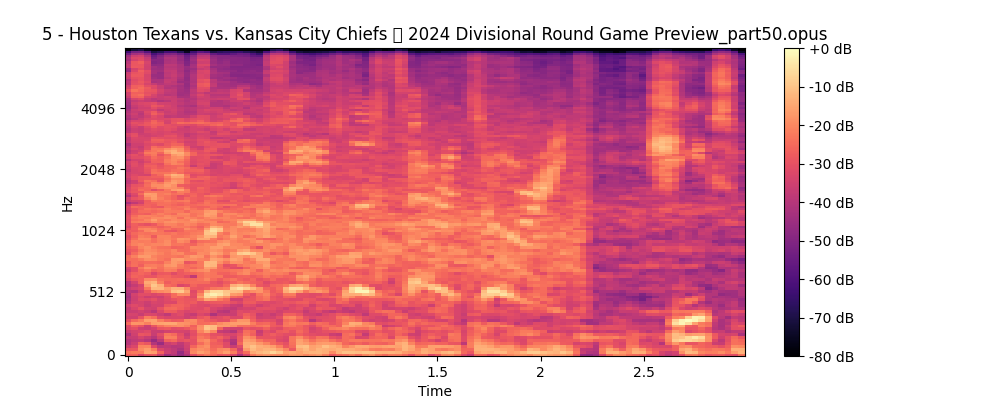 5 - Houston Texans vs. Kansas City Chiefs ▯ 2024 Divisional Round Game Preview_part50.opus
+0 dB
-10 dB
-20 dB
-30 dB
-40 dB
-50 dB
-60 dB
-70 dB
-80 dB
4096
2048
1024
512
0
Hz
0
0.5
1
1.5
2
2.5
Time